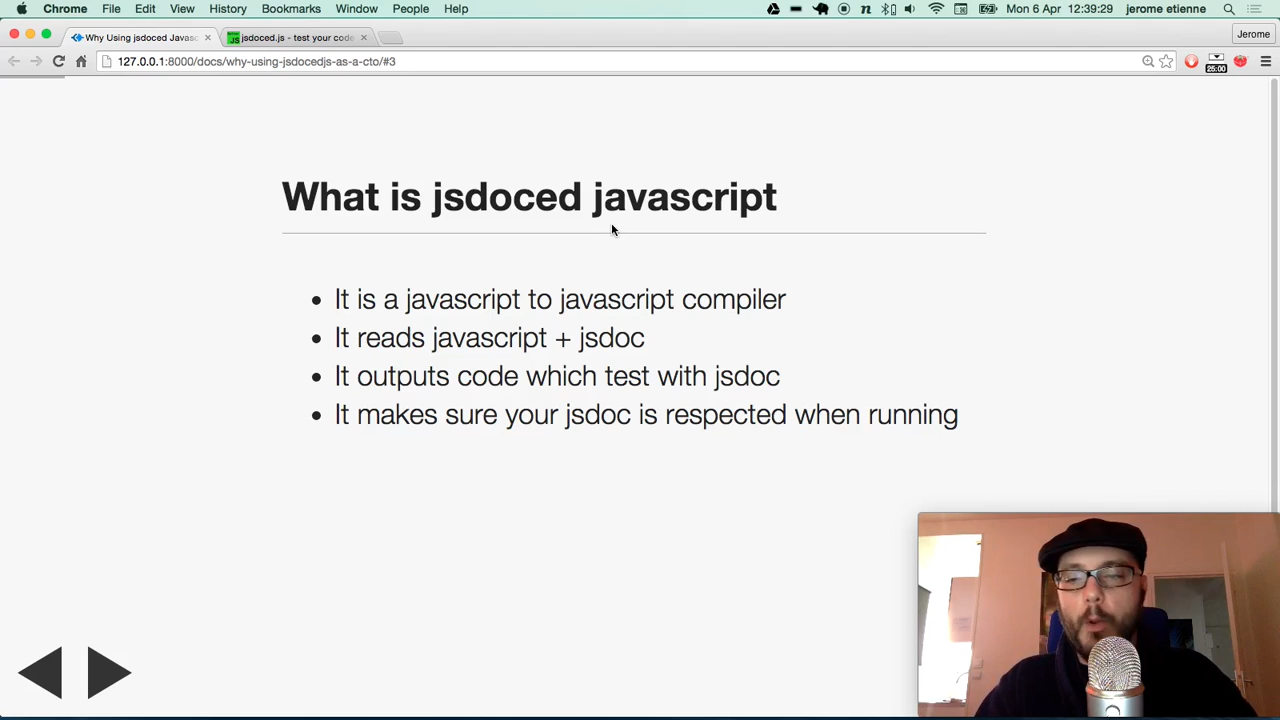 Chrome File Edit View History Bookmarks Window People Help Mon 6 Apr 12:39:29 jerome etienne
Why Using jsdoced Javasc jsdoced.js - test your code Jerome
127.0.0.1:8000/docs/why-using-jsdocedjs-as-a-cto/#3 25:00
What is jsdoced javascript
• It is a javascript to javascript compiler
• It reads javascript + jsdoc
• It outputs code which test with jsdoc
• It makes sure your jsdoc is respected when running